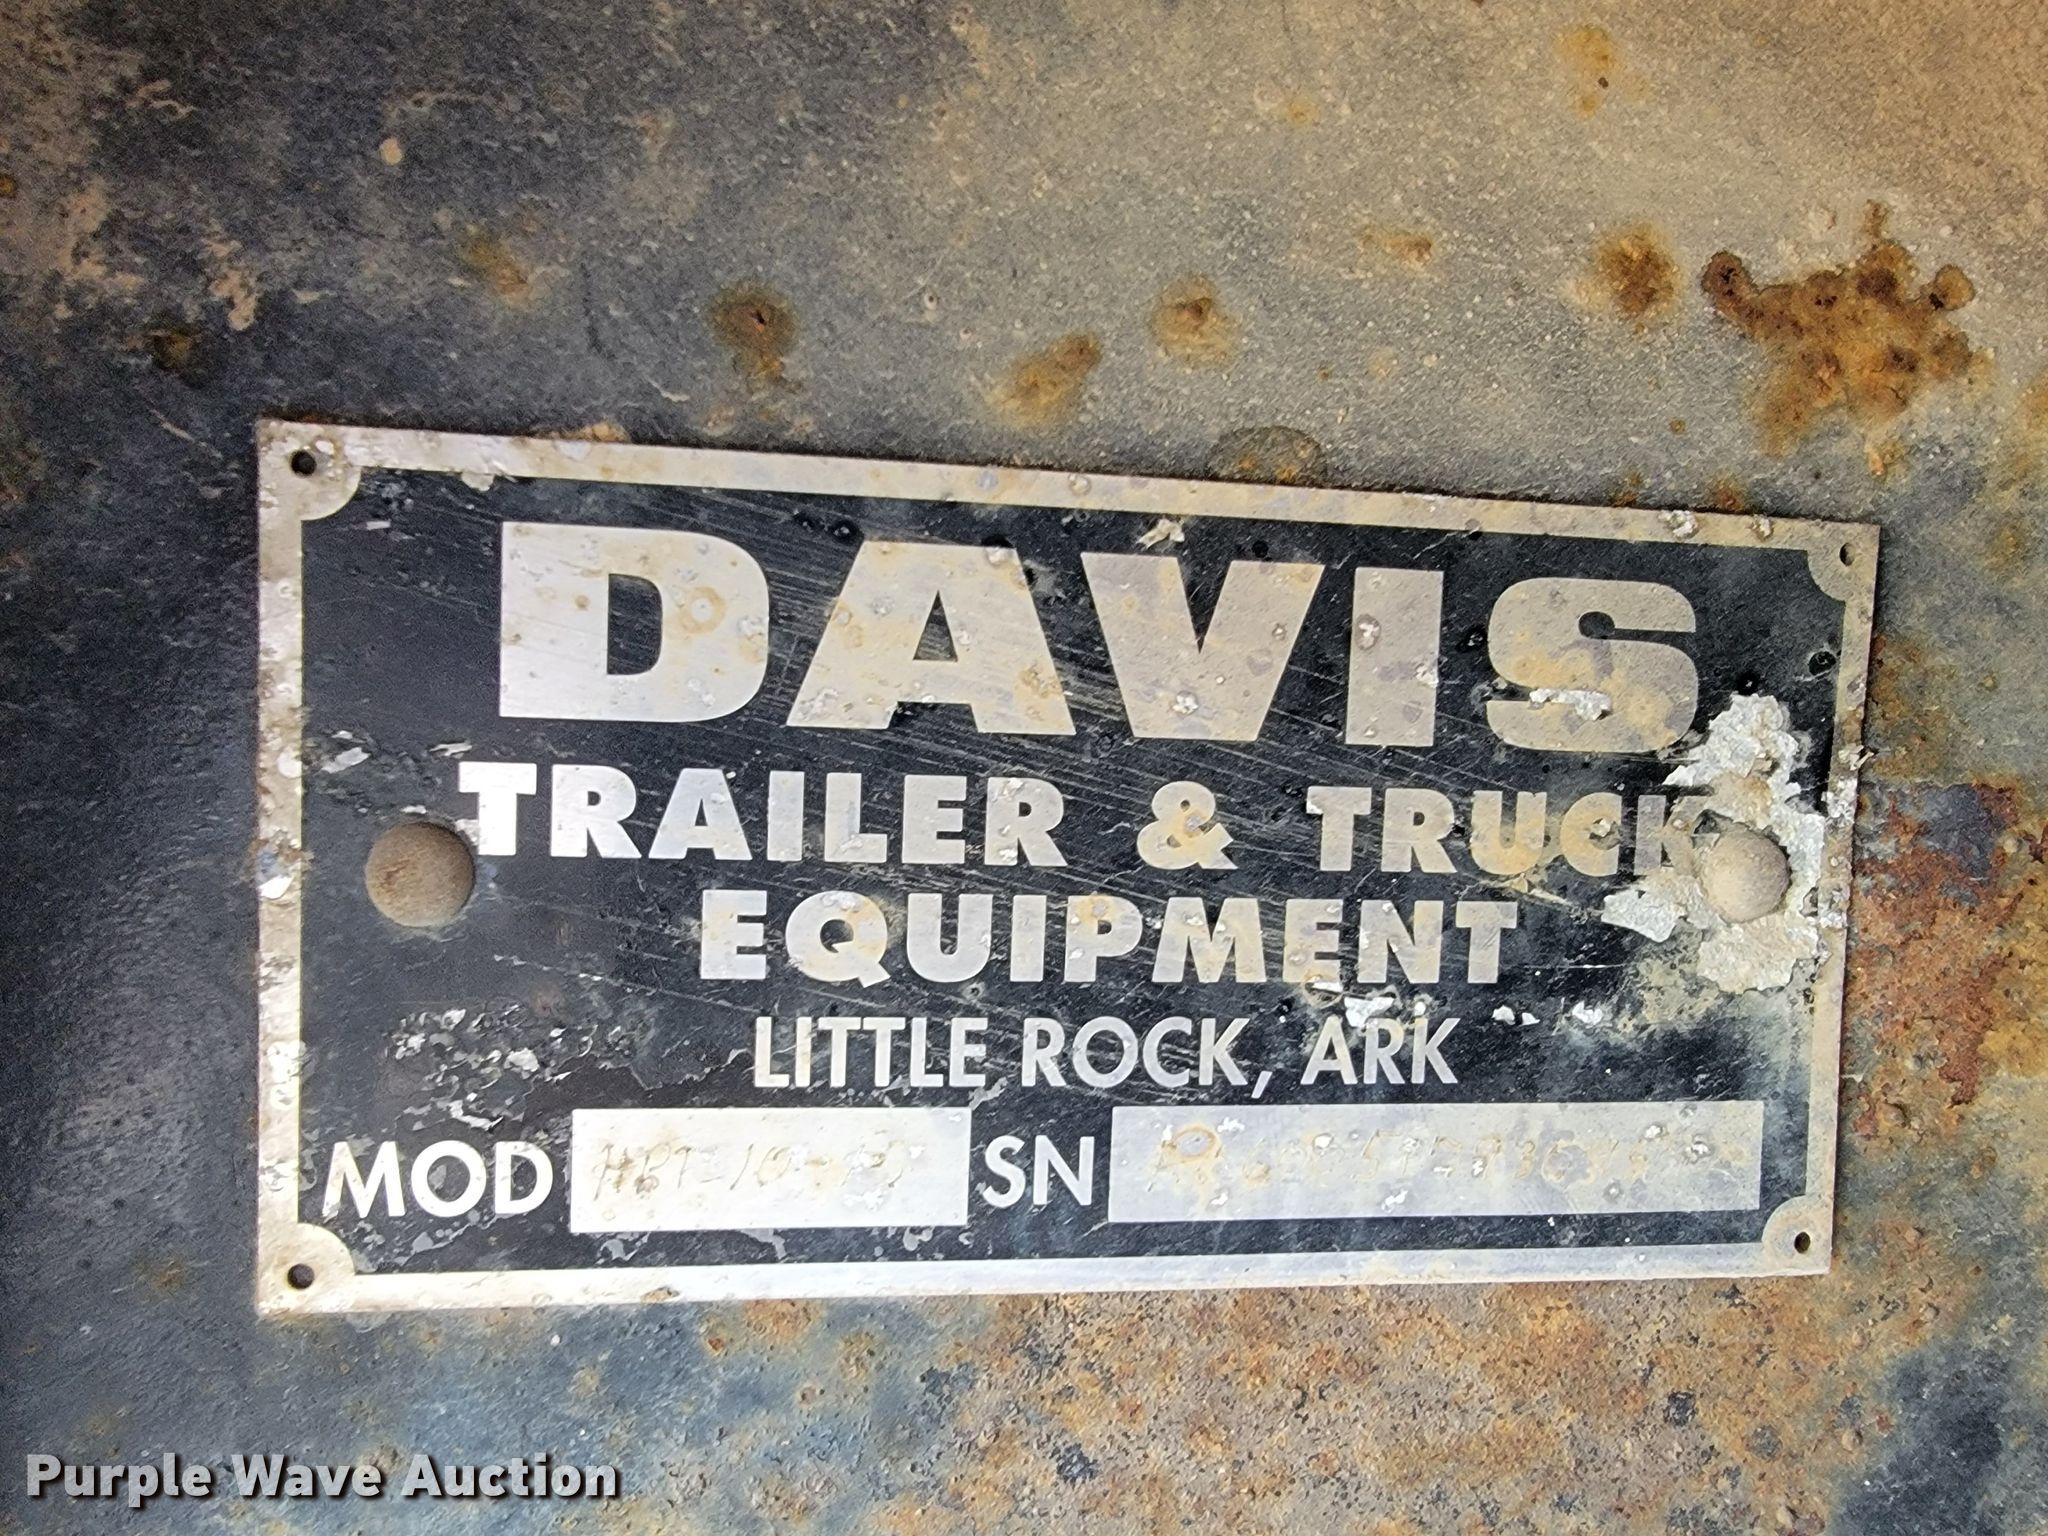 DAVIS
TRAILER & TRUCK
EQUIPMENT
LITTLE ROCK, ARK
MOD SN
Purple Wave Auction